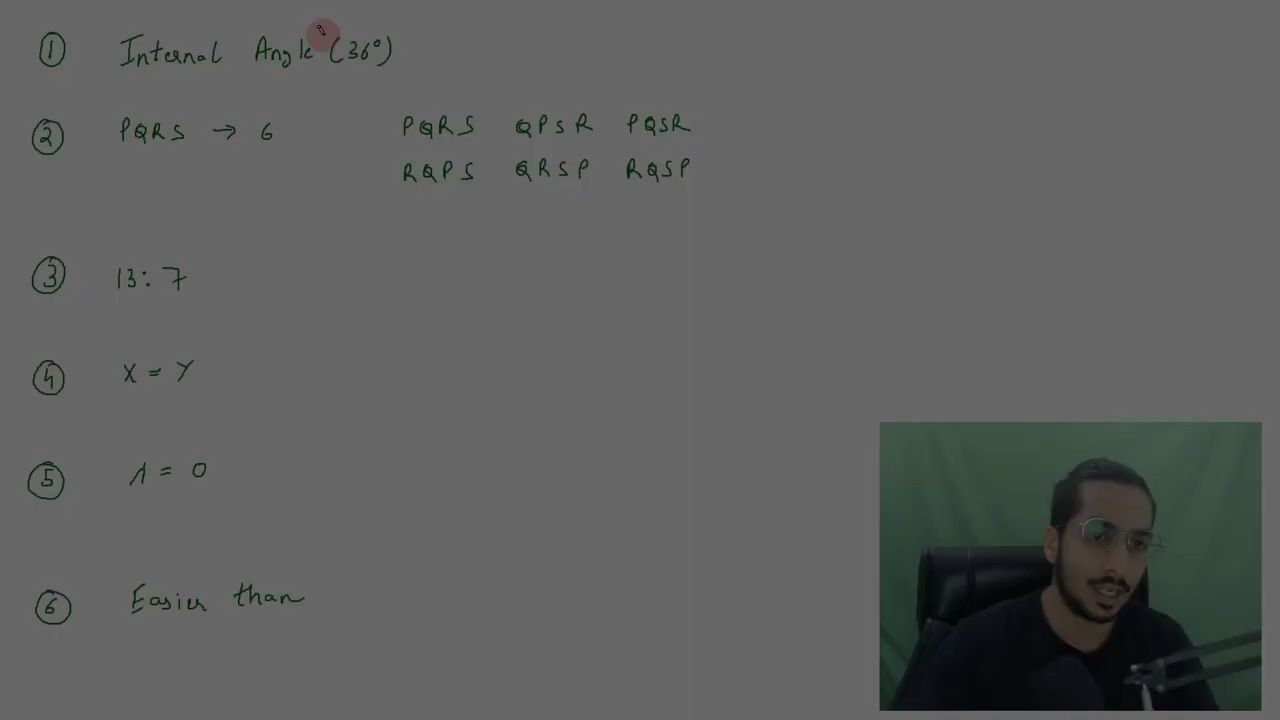 ① Internal Angle (36°)
② PQRS → 6 PQRS QPSR PQSR
RQPS QRSP RQSP
③ 13:7
④ X = Y
⑤ λ = 0
⑥ Easier than